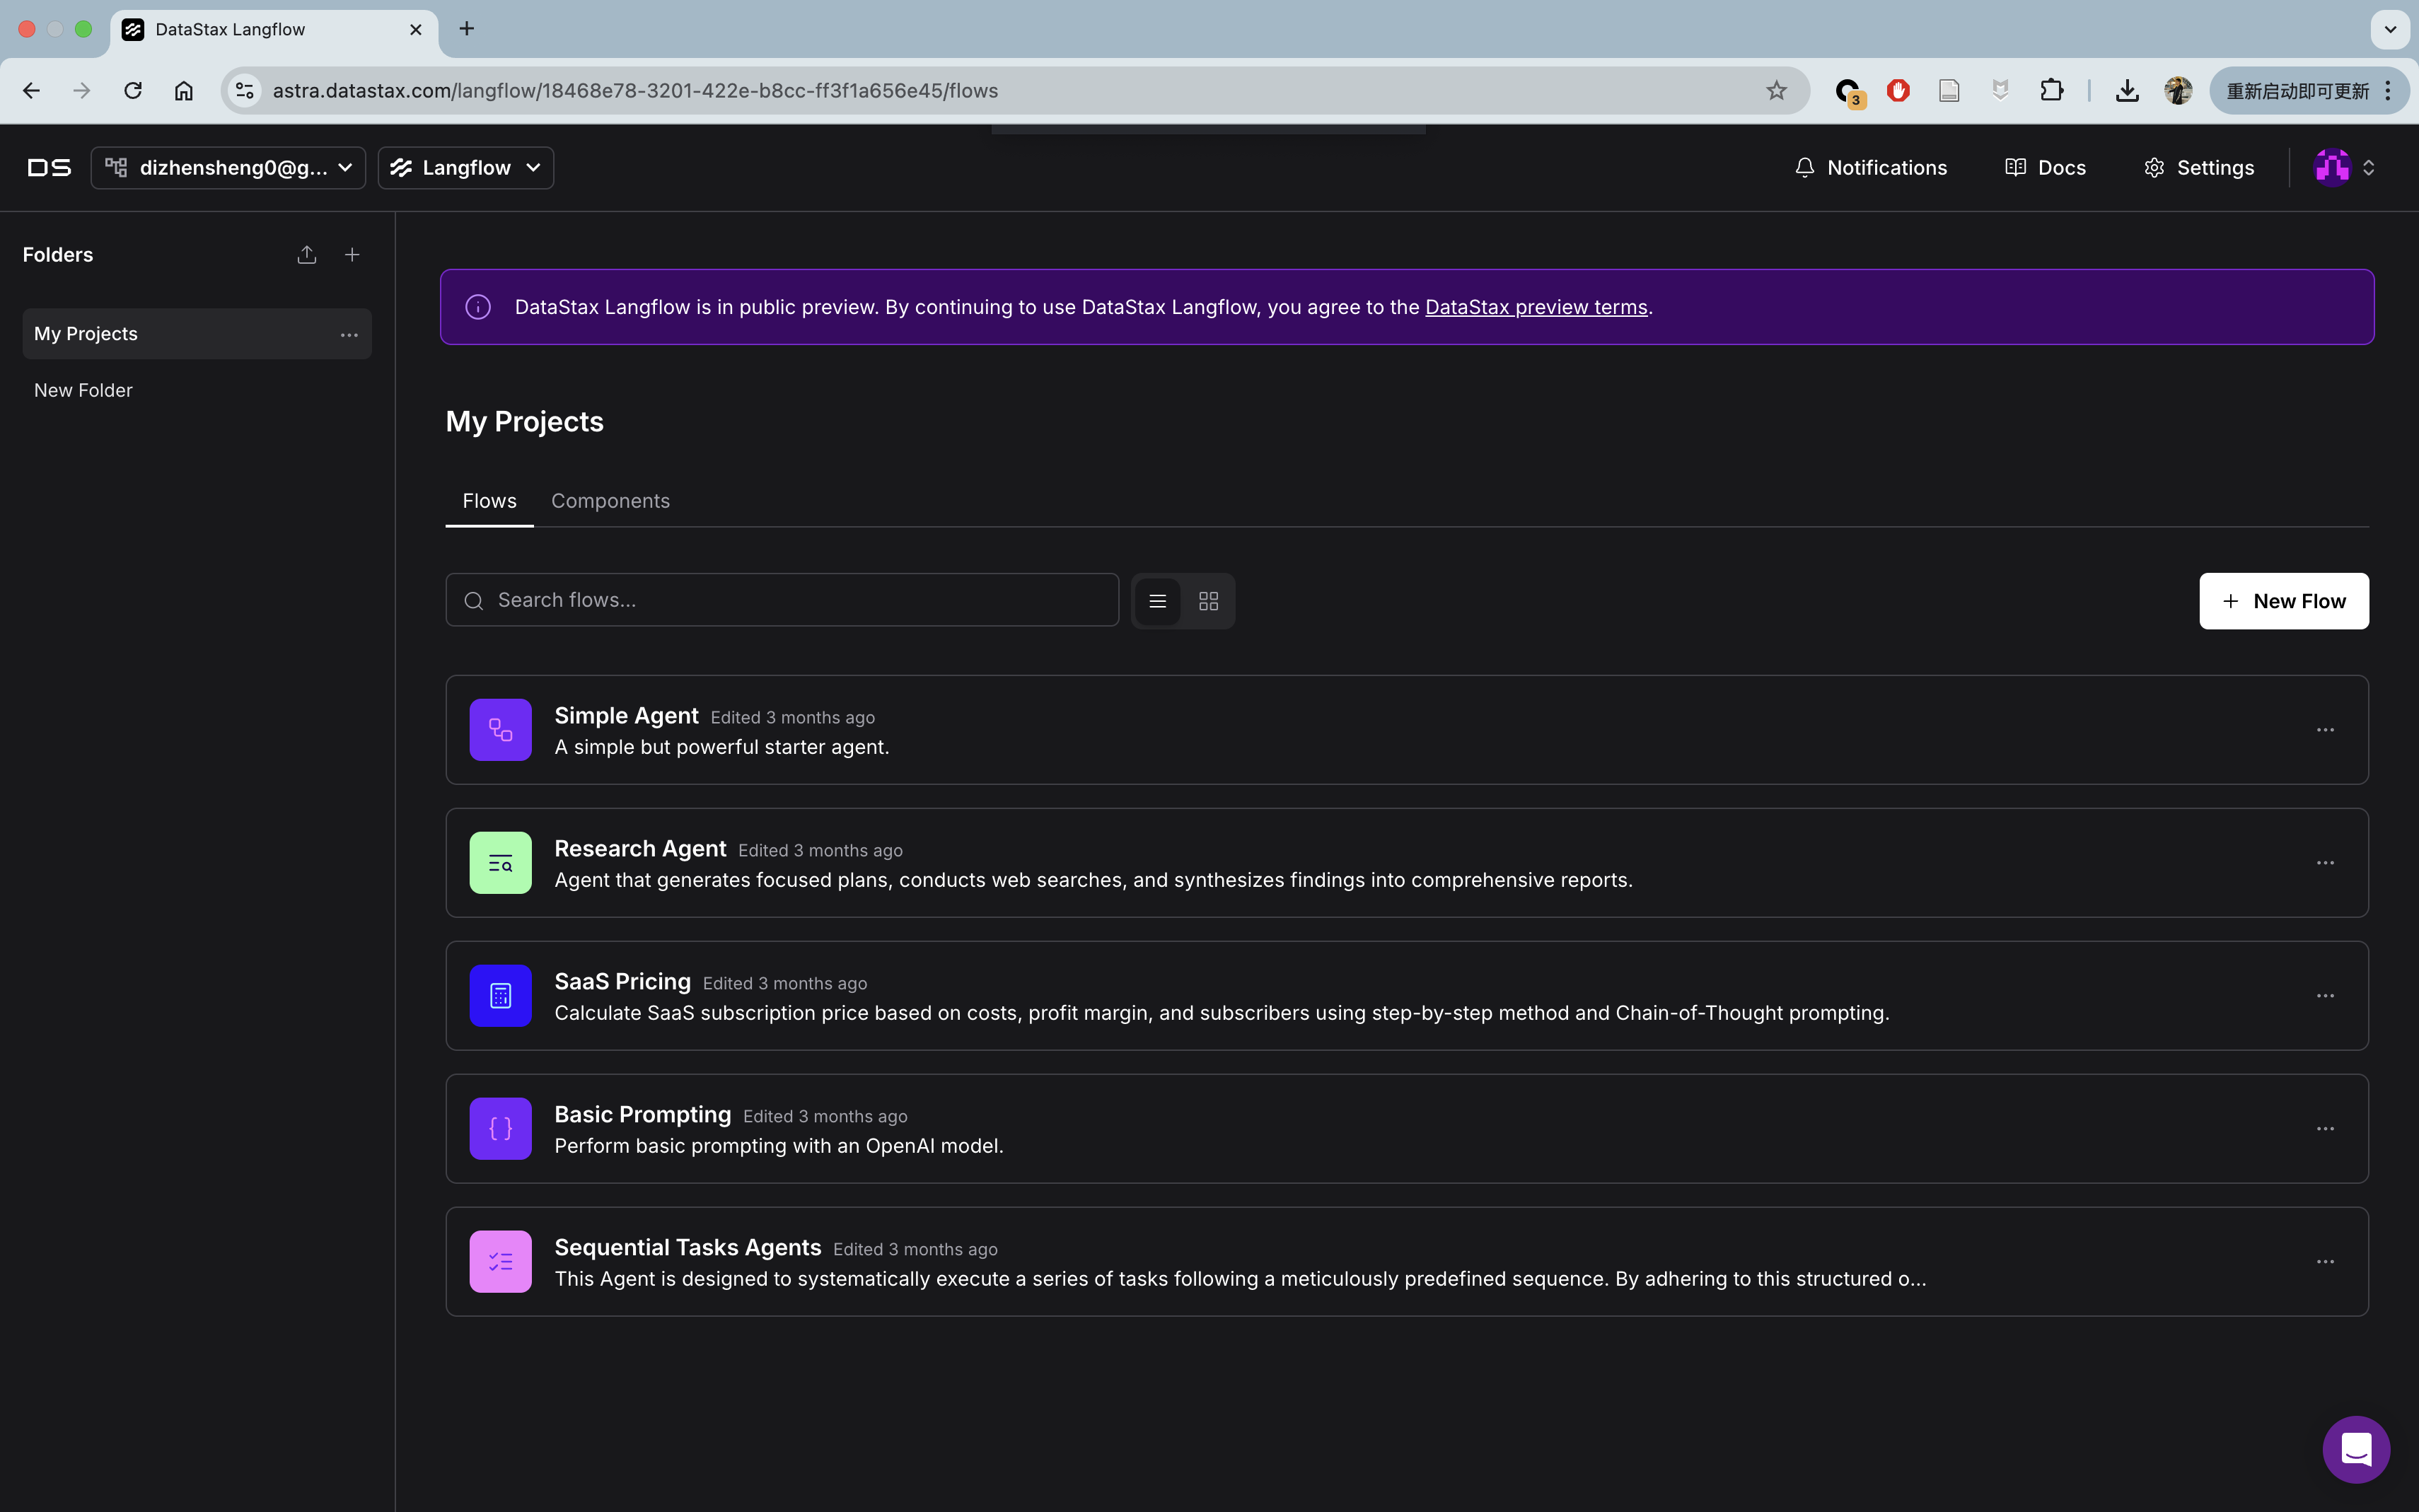 DataStax Langflow
astra.datastax.com/langflow/18468e78-3201-422e-b8cc-ff3f1a656e45/flows
3
重新启动即可更新
DS
dizhensheng0@g...
Langflow
Notifications
Docs
Settings
Folders
My Projects
New Folder
DataStax Langflow is in public preview. By continuing to use DataStax Langflow, you agree to the DataStax preview terms.
My Projects
Flows
Components
Search flows...
New Flow
Simple Agent Edited 3 months ago
A simple but powerful starter agent.
Research Agent Edited 3 months ago
Agent that generates focused plans, conducts web searches, and synthesizes findings into comprehensive reports.
SaaS Pricing Edited 3 months ago
Calculate SaaS subscription price based on costs, profit margin, and subscribers using step-by-step method and Chain-of-Thought prompting.
Basic Prompting Edited 3 months ago
Perform basic prompting with an OpenAI model.
Sequential Tasks Agents Edited 3 months ago
This Agent is designed to systematically execute a series of tasks following a meticulously predefined sequence. By adhering to this structured o...